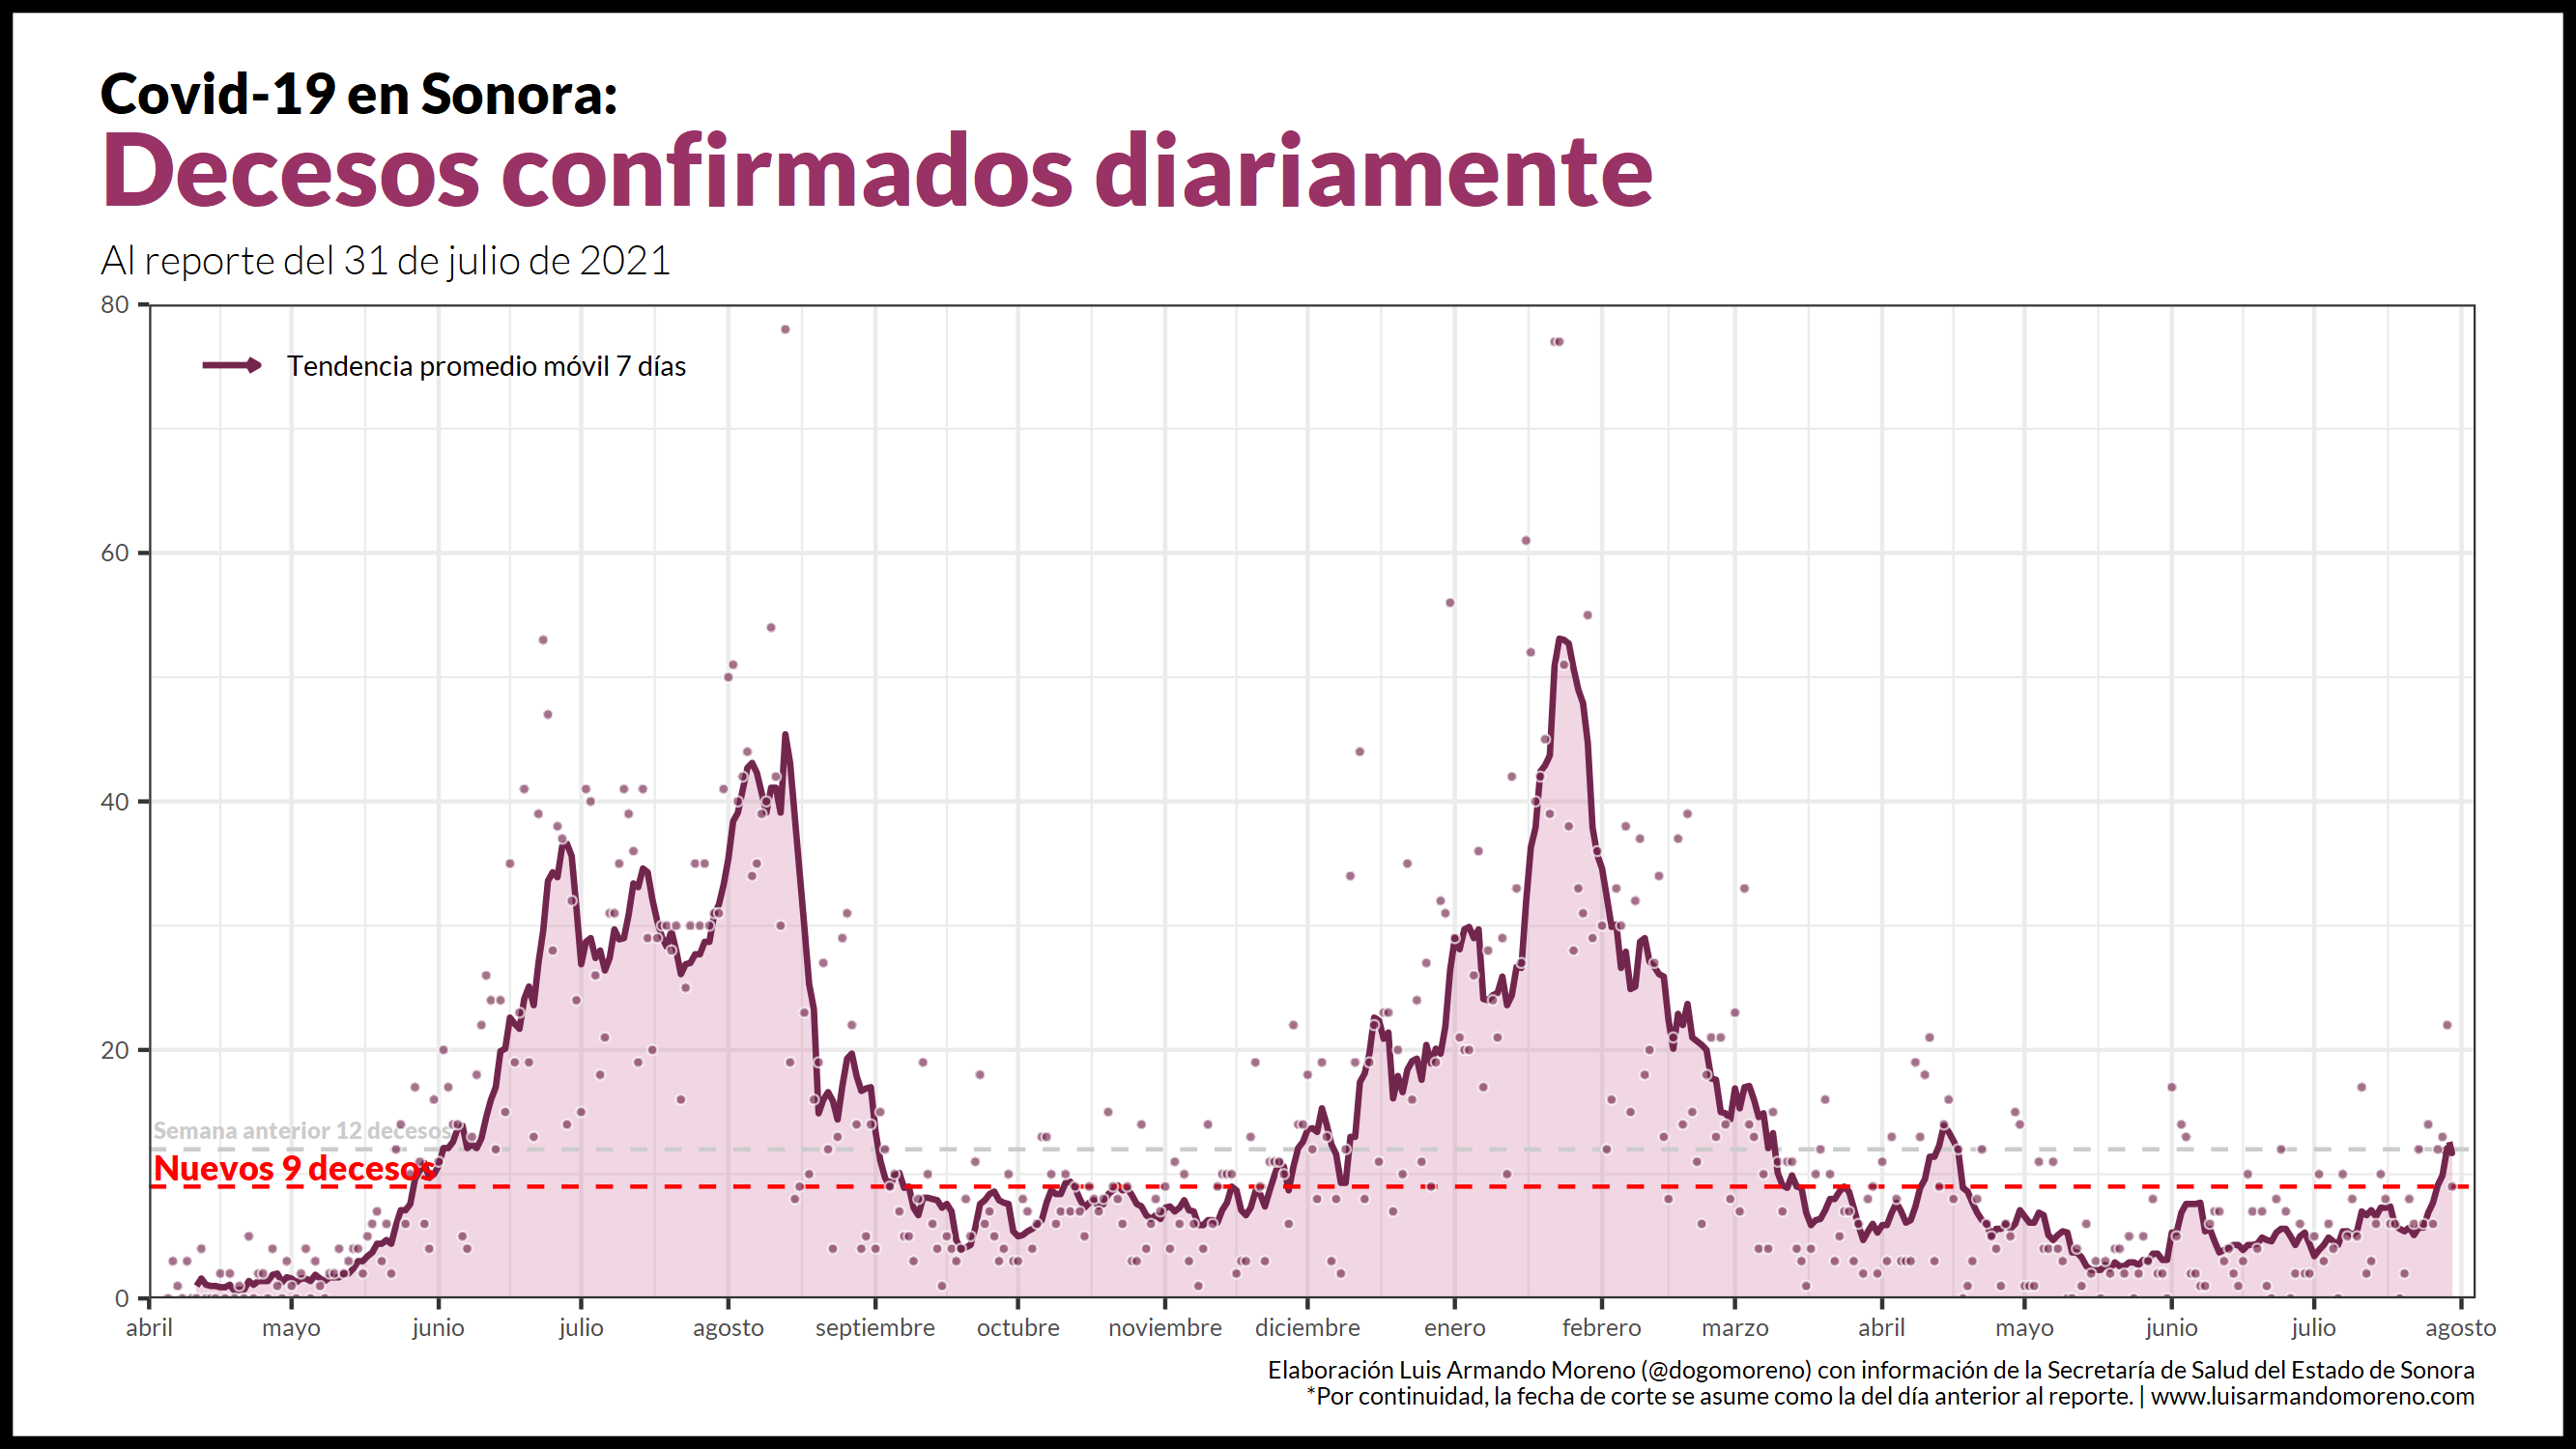 Covid-19 en Sonora:
Decesos confirmados diariamente
Al reporte del 31 de julio de 2021
80
Tendencia promedio móvil 7 días
60
40
20
Semana anterior 12 decesos
Nuevos 9 decesos
0
abril mayo junio julio agosto septiembre octubre noviembre diciembre enero febrero marzo abril mayo junio julio agosto
Elaboración Luis Armando Moreno (@dogomoreno) con información de la Secretaría de Salud del Estado de Sonora
*Por continuidad, la fecha de corte se asume como la del día anterior al reporte. | www.luisarmandomoreno.com